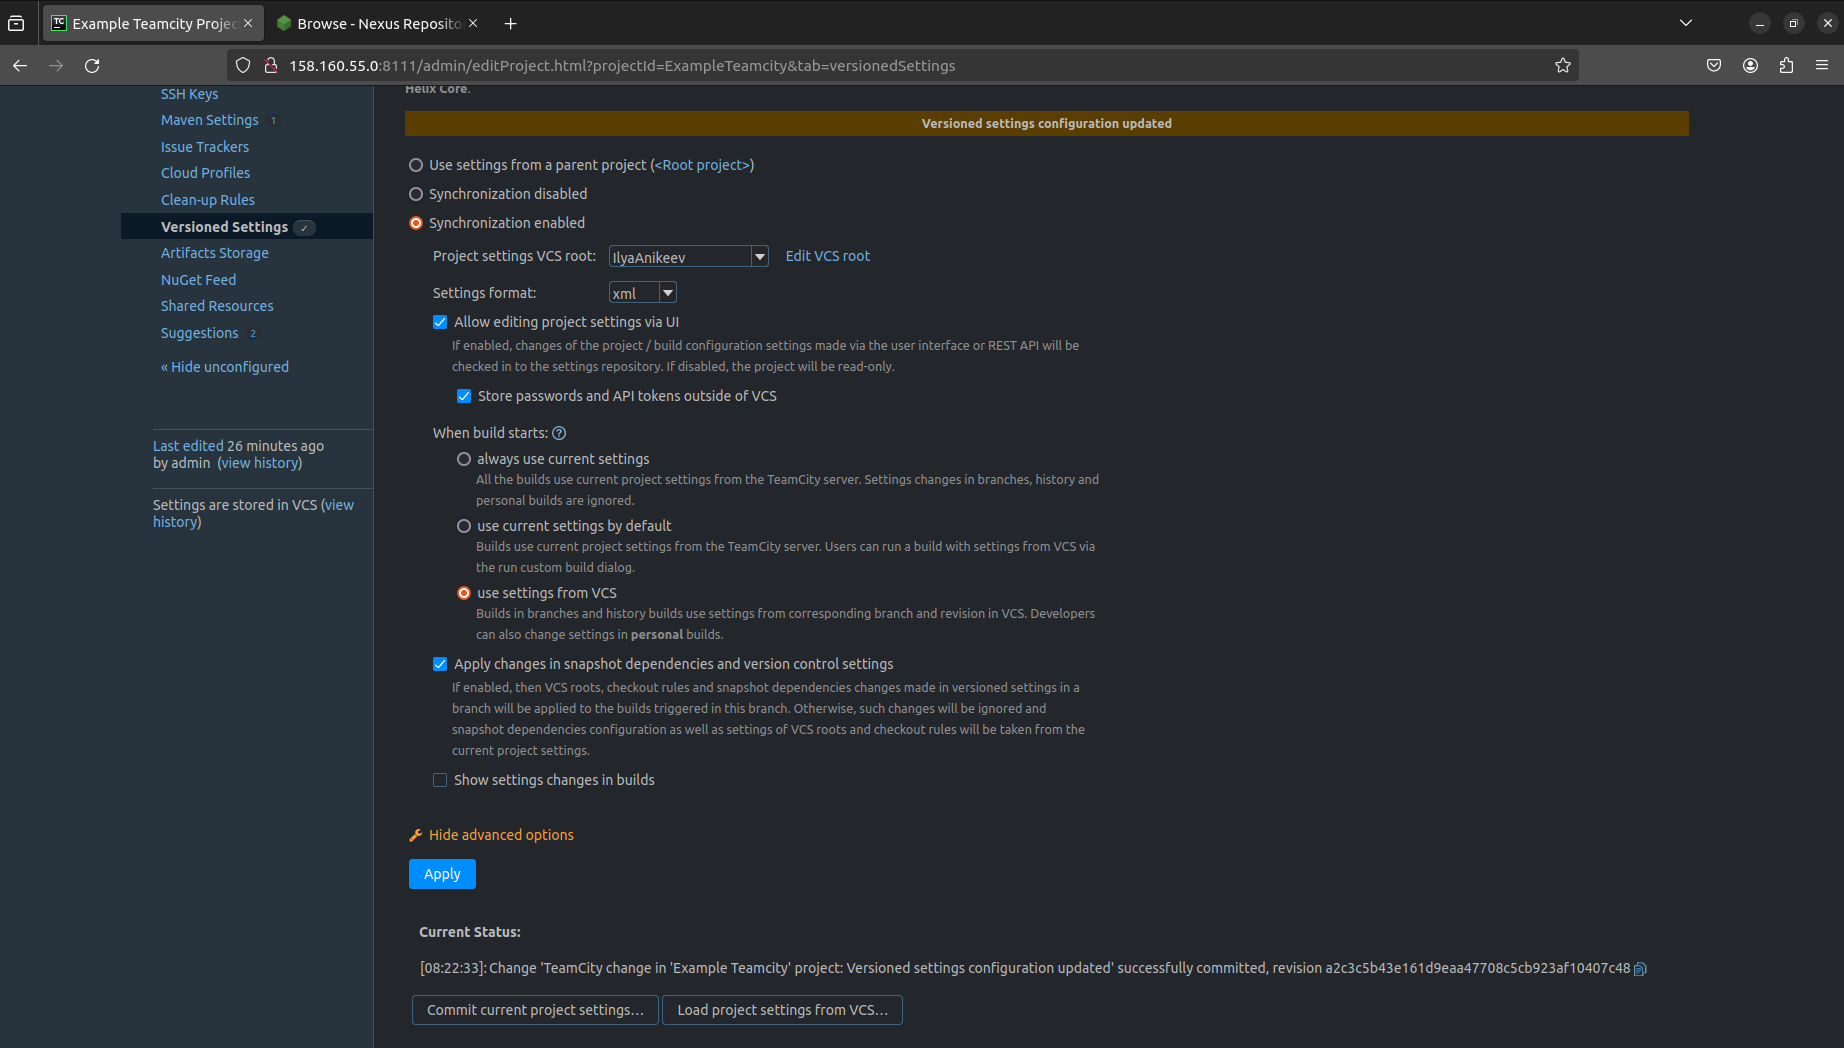 Example Teamcity Projec
Browse - Nexus Reposito
158.160.55.0:8111/admin/editProject.html?projectId=ExampleTeamcity&tab=versionedSettings
SSH Keys
Maven Settings 1
Issue Trackers
Cloud Profiles
Clean-up Rules
Versioned Settings ✓
Artifacts Storage
NuGet Feed
Shared Resources
Suggestions 2
« Hide unconfigured
Last edited 26 minutes ago
by admin (view history)
Settings are stored in VCS (view
history)
Helix Core.
Versioned settings configuration updated
Use settings from a parent project (<Root project>)
Synchronization disabled
Synchronization enabled
Project settings VCS root: IlyaAnikeev Edit VCS root
Settings format: xml
Allow editing project settings via UI
If enabled, changes of the project / build configuration settings made via the user interface or REST API will be
checked in to the settings repository. If disabled, the project will be read-only.
Store passwords and API tokens outside of VCS
When build starts: ?
always use current settings
All the builds use current project settings from the TeamCity server. Settings changes in branches, history and
personal builds are ignored.
use current settings by default
Builds use current project settings from the TeamCity server. Users can run a build with settings from VCS via
the run custom build dialog.
use settings from VCS
Builds in branches and history builds use settings from corresponding branch and revision in VCS. Developers
can also change settings in personal builds.
Apply changes in snapshot dependencies and version control settings
If enabled, then VCS roots, checkout rules and snapshot dependencies changes made in versioned settings in a
branch will be applied to the builds triggered in this branch. Otherwise, such changes will be ignored and
snapshot dependencies configuration as well as settings of VCS roots and checkout rules will be taken from the
current project settings.
Show settings changes in builds
Hide advanced options
Apply
Current Status:
[08:22:33]: Change 'TeamCity change in 'Example Teamcity' project: Versioned settings configuration updated' successfully committed, revision a2c3c5b43e161d9eaa47708c5cb923af10407c48
Commit current project settings...
Load project settings from VCS...